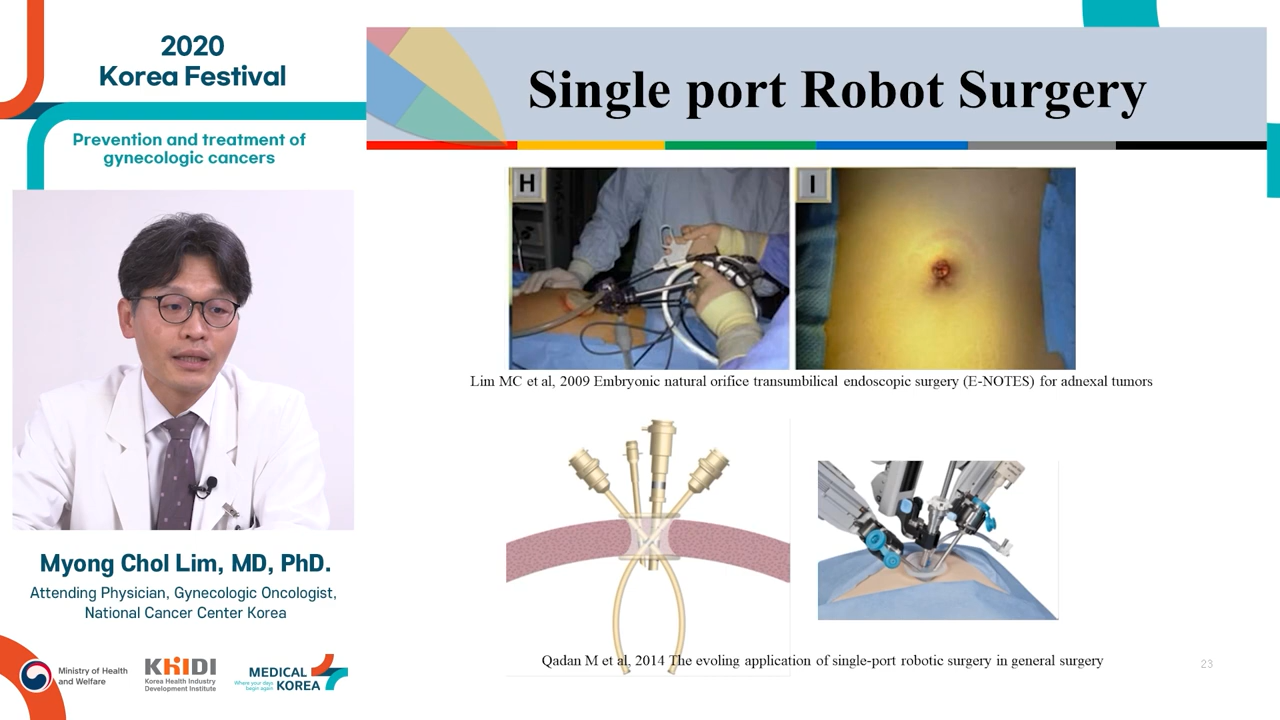 2020
Korea Festival
Prevention and treatment of
gynecologic cancers
Myong Chol Lim, MD, PhD.
Attending Physician, Gynecologic Oncologist,
National Cancer Center Korea
Ministry of Health
and Welfare
KHIDI
Korea Health Industry
Development Institute
MEDICAL
KOREA
Where your days
begin again
Single port Robot Surgery
H
I
Lim MC et al, 2009 Embryonic natural orifice transumbilical endoscopic surgery (E-NOTES) for adnexal tumors
Qadan M et al, 2014 The evoling application of single-port robotic surgery in general surgery
23